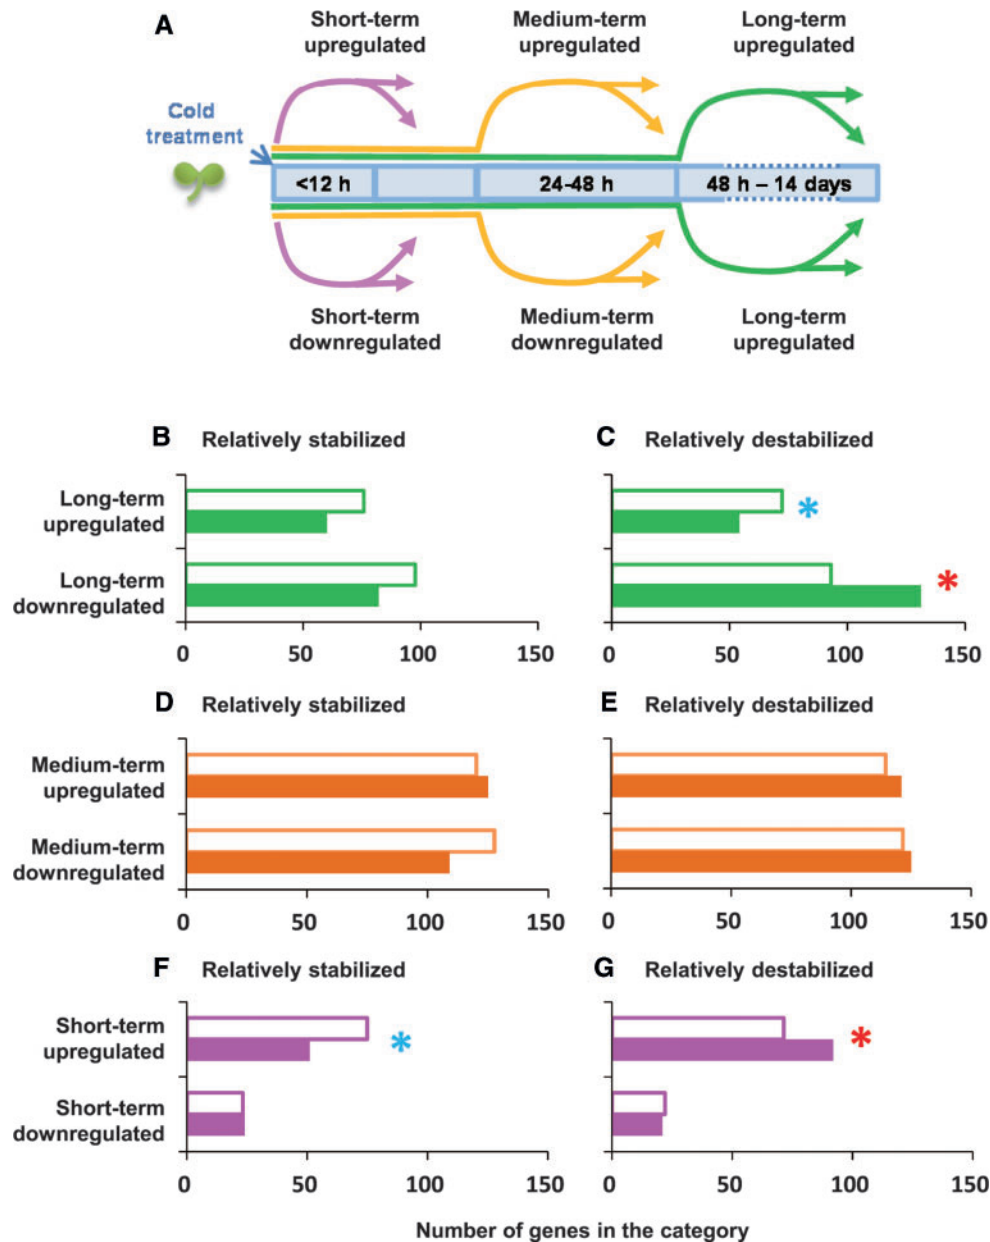 A
Short-term
upregulated
Medium-term
upregulated
Long-term
upregulated
Cold
treatment
<12 h
24-48 h
48 h – 14 days
Short-term
downregulated
Medium-term
downregulated
Long-term
upregulated
B Relatively stabilized
C Relatively destabilized
Long-term
upregulated
*
Long-term
downregulated
*
0 50 100 150
0 50 100 150
D Relatively stabilized
E Relatively destabilized
Medium-term
upregulated
Medium-term
downregulated
0 50 100 150
0 50 100 150
F Relatively stabilized
G Relatively destabilized
Short-term
upregulated
*
*
Short-term
downregulated
0 50 100 150
0 50 100 150
Number of genes in the category